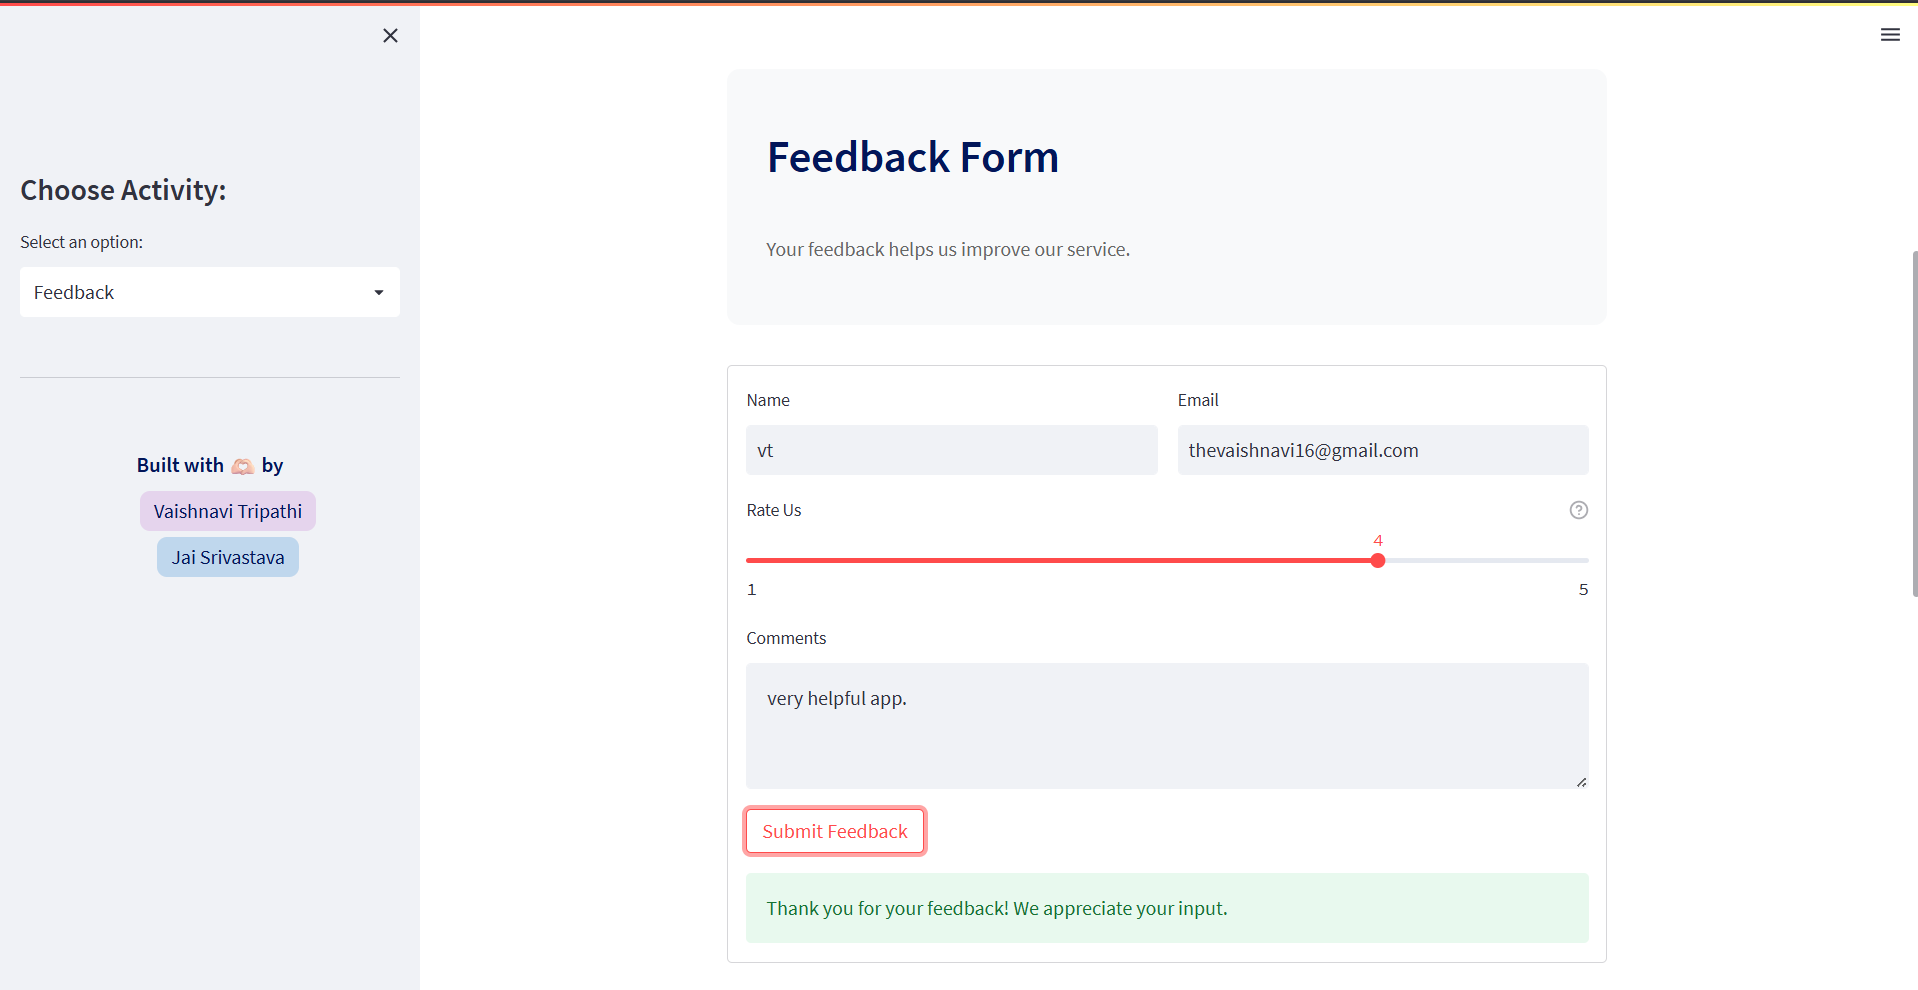 Choose Activity:
Select an option:
Feedback
Built with 🫶🏻 by
Vaishnavi Tripathi
Jai Srivastava
Feedback Form
Your feedback helps us improve our service.
Name
Email
vt
thevaishnavi16@gmail.com
Rate Us
4
1
5
Comments
very helpful app.
Submit Feedback
Thank you for your feedback! We appreciate your input.